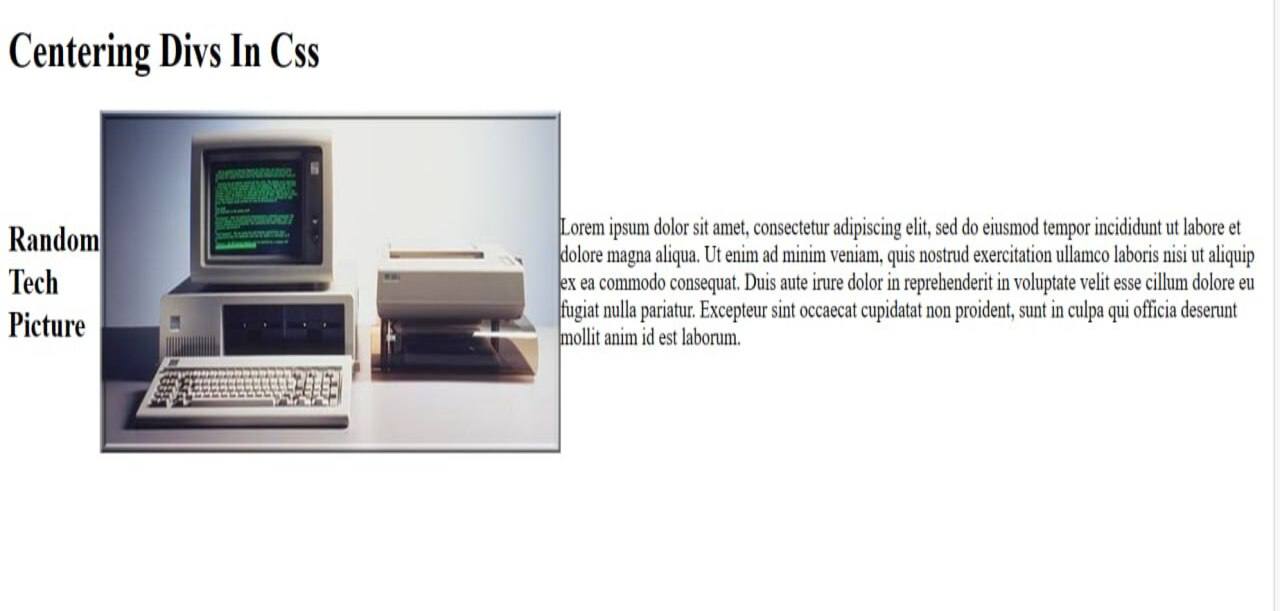 Centering Divs In Css
Random
Tech
Picture
Lorem ipsum dolor sit amet, consectetur adipiscing elit, sed do eiusmod tempor incididunt ut labore et
dolore magna aliqua. Ut enim ad minim veniam, quis nostrud exercitation ullamco laboris nisi ut aliquip
ex ea commodo consequat. Duis aute irure dolor in reprehenderit in voluptate velit esse cillum dolore eu
fugiat nulla pariatur. Excepteur sint occaecat cupidatat non proident, sunt in culpa qui officia deserunt
mollit anim id est laborum.